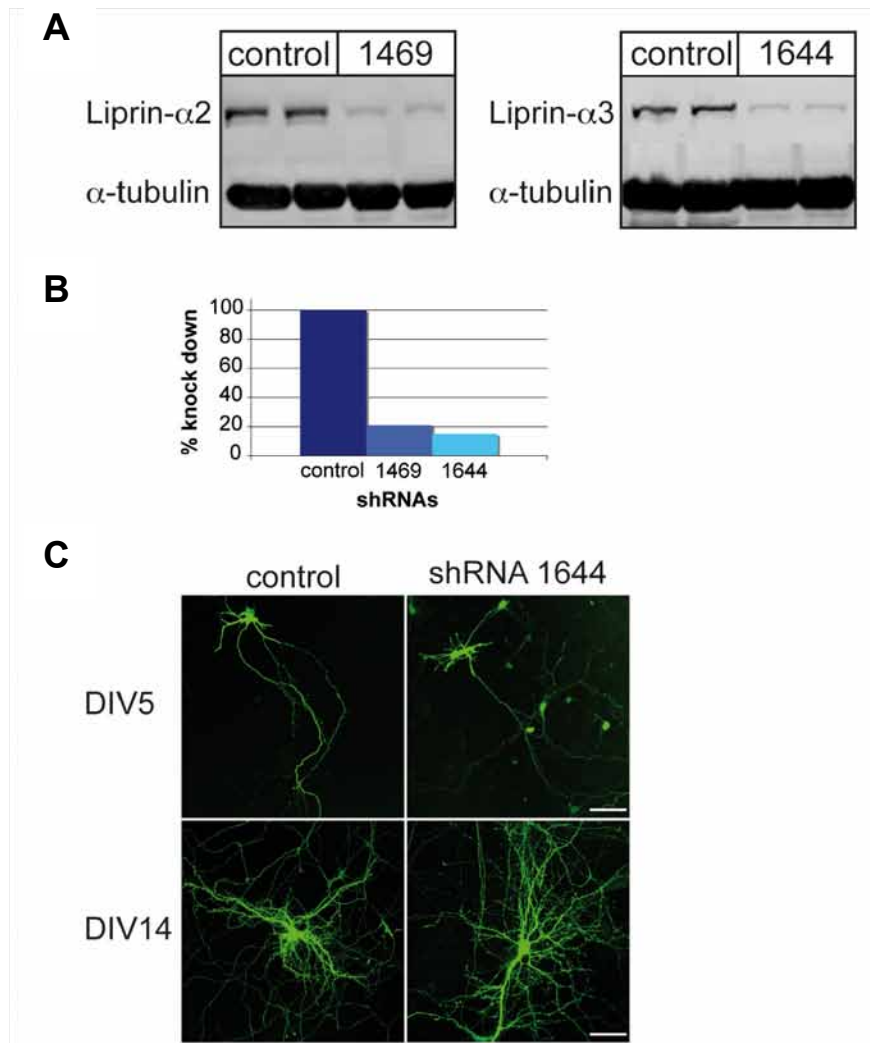 A
control 1469
Liprin-α2
α-tubulin
control 1644
Liprin-α3
α-tubulin
B
% knock down
100
80
60
40
20
0
control 1469 1644
shRNAs
C
control shRNA 1644
DIV5
DIV14